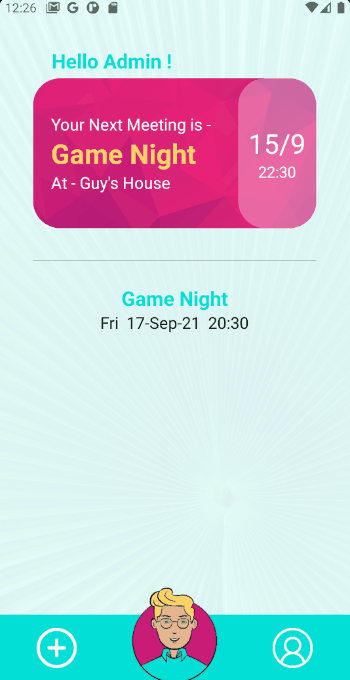 12:26
Hello Admin !
Your Next Meeting is -
Game Night
At - Guy's House
15/9
22:30
Game Night
Fri 17-Sep-21 20:30